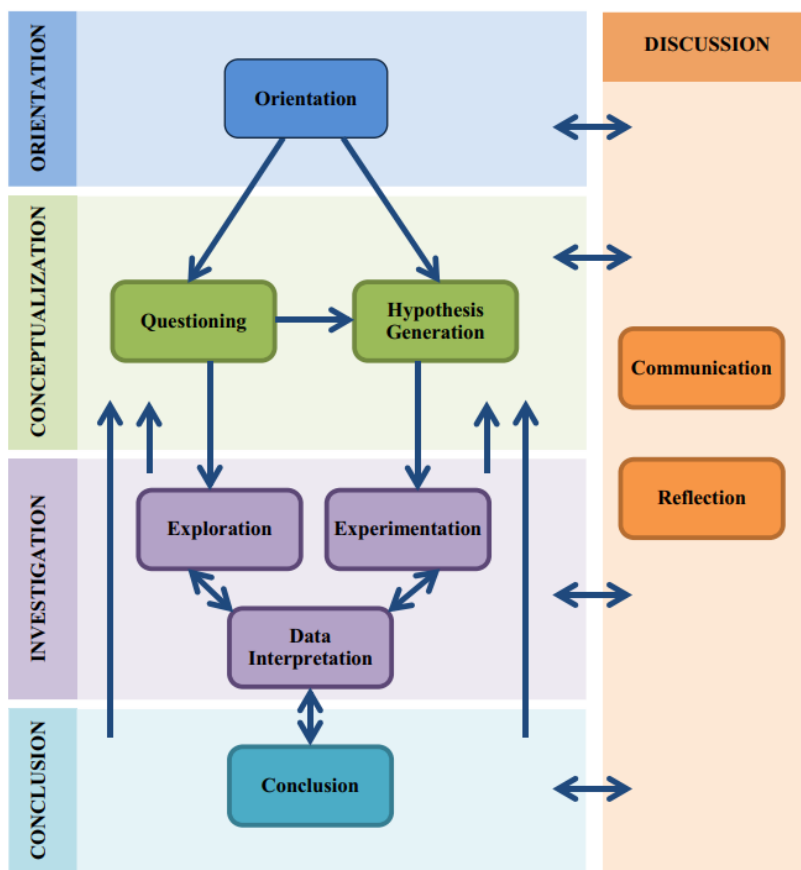 ORIENTATION
Orientation
DISCUSSION
CONCEPTUALIZATION
Questioning
Hypothesis
Generation
Communication
Reflection
INVESTIGATION
Exploration
Experimentation
Data
Interpretation
CONCLUSION
Conclusion